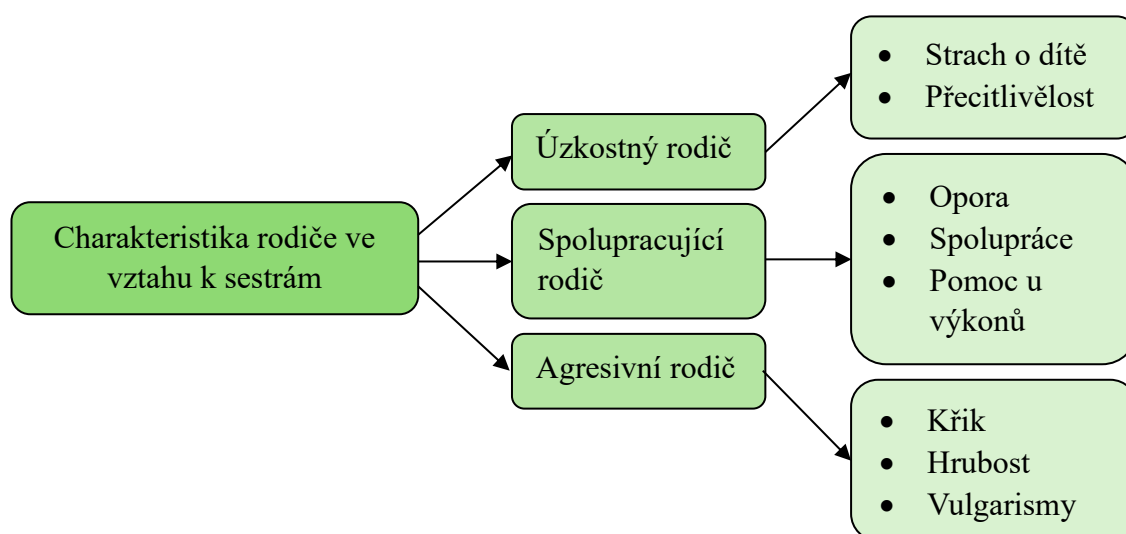 Charakteristika rodiče ve
vztahu k sestrám
Úzkostný rodič
• Strach o dítě
• Přecitlivělost
Spolupracující
rodič
• Opora
• Spolupráce
• Pomoc u
výkonů
Agresivní rodič
• Křik
• Hrubost
• Vulgarismy